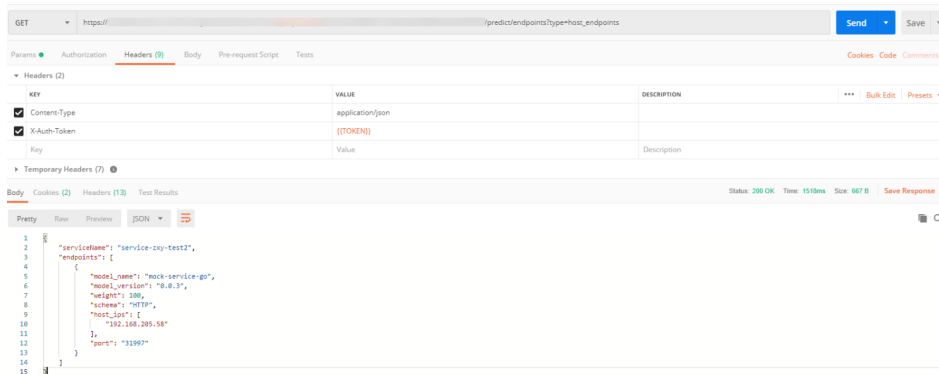 GET https:// /predict/endpoints?type=host_endpoints Send Save
Params Authorization Headers (9) Body Pre-request Script Tests Cookies Code Comments
Headers (2)
KEY VALUE DESCRIPTION ••• Bulk Edit Presets
Content-Type application/json
X-Auth-Token {{TOKEN}}
Key Value Description
Temporary Headers (7)
Body Cookies (2) Headers (13) Test Results Status: 200 OK Time: 1510ms Size: 667 B Save Response
Pretty Raw Preview JSON
1 {
2 "serviceName": "service-zxy-test2",
3 "endpoints": [
4 {
5 "model_name": "mock-service-go",
6 "model_version": "0.0.3",
7 "weight": 100,
8 "schema": "HTTP",
9 "host_ips": [
10 "192.168.205.58"
11 ],
12 "port": "31997"
13 }
14 ]
15 }